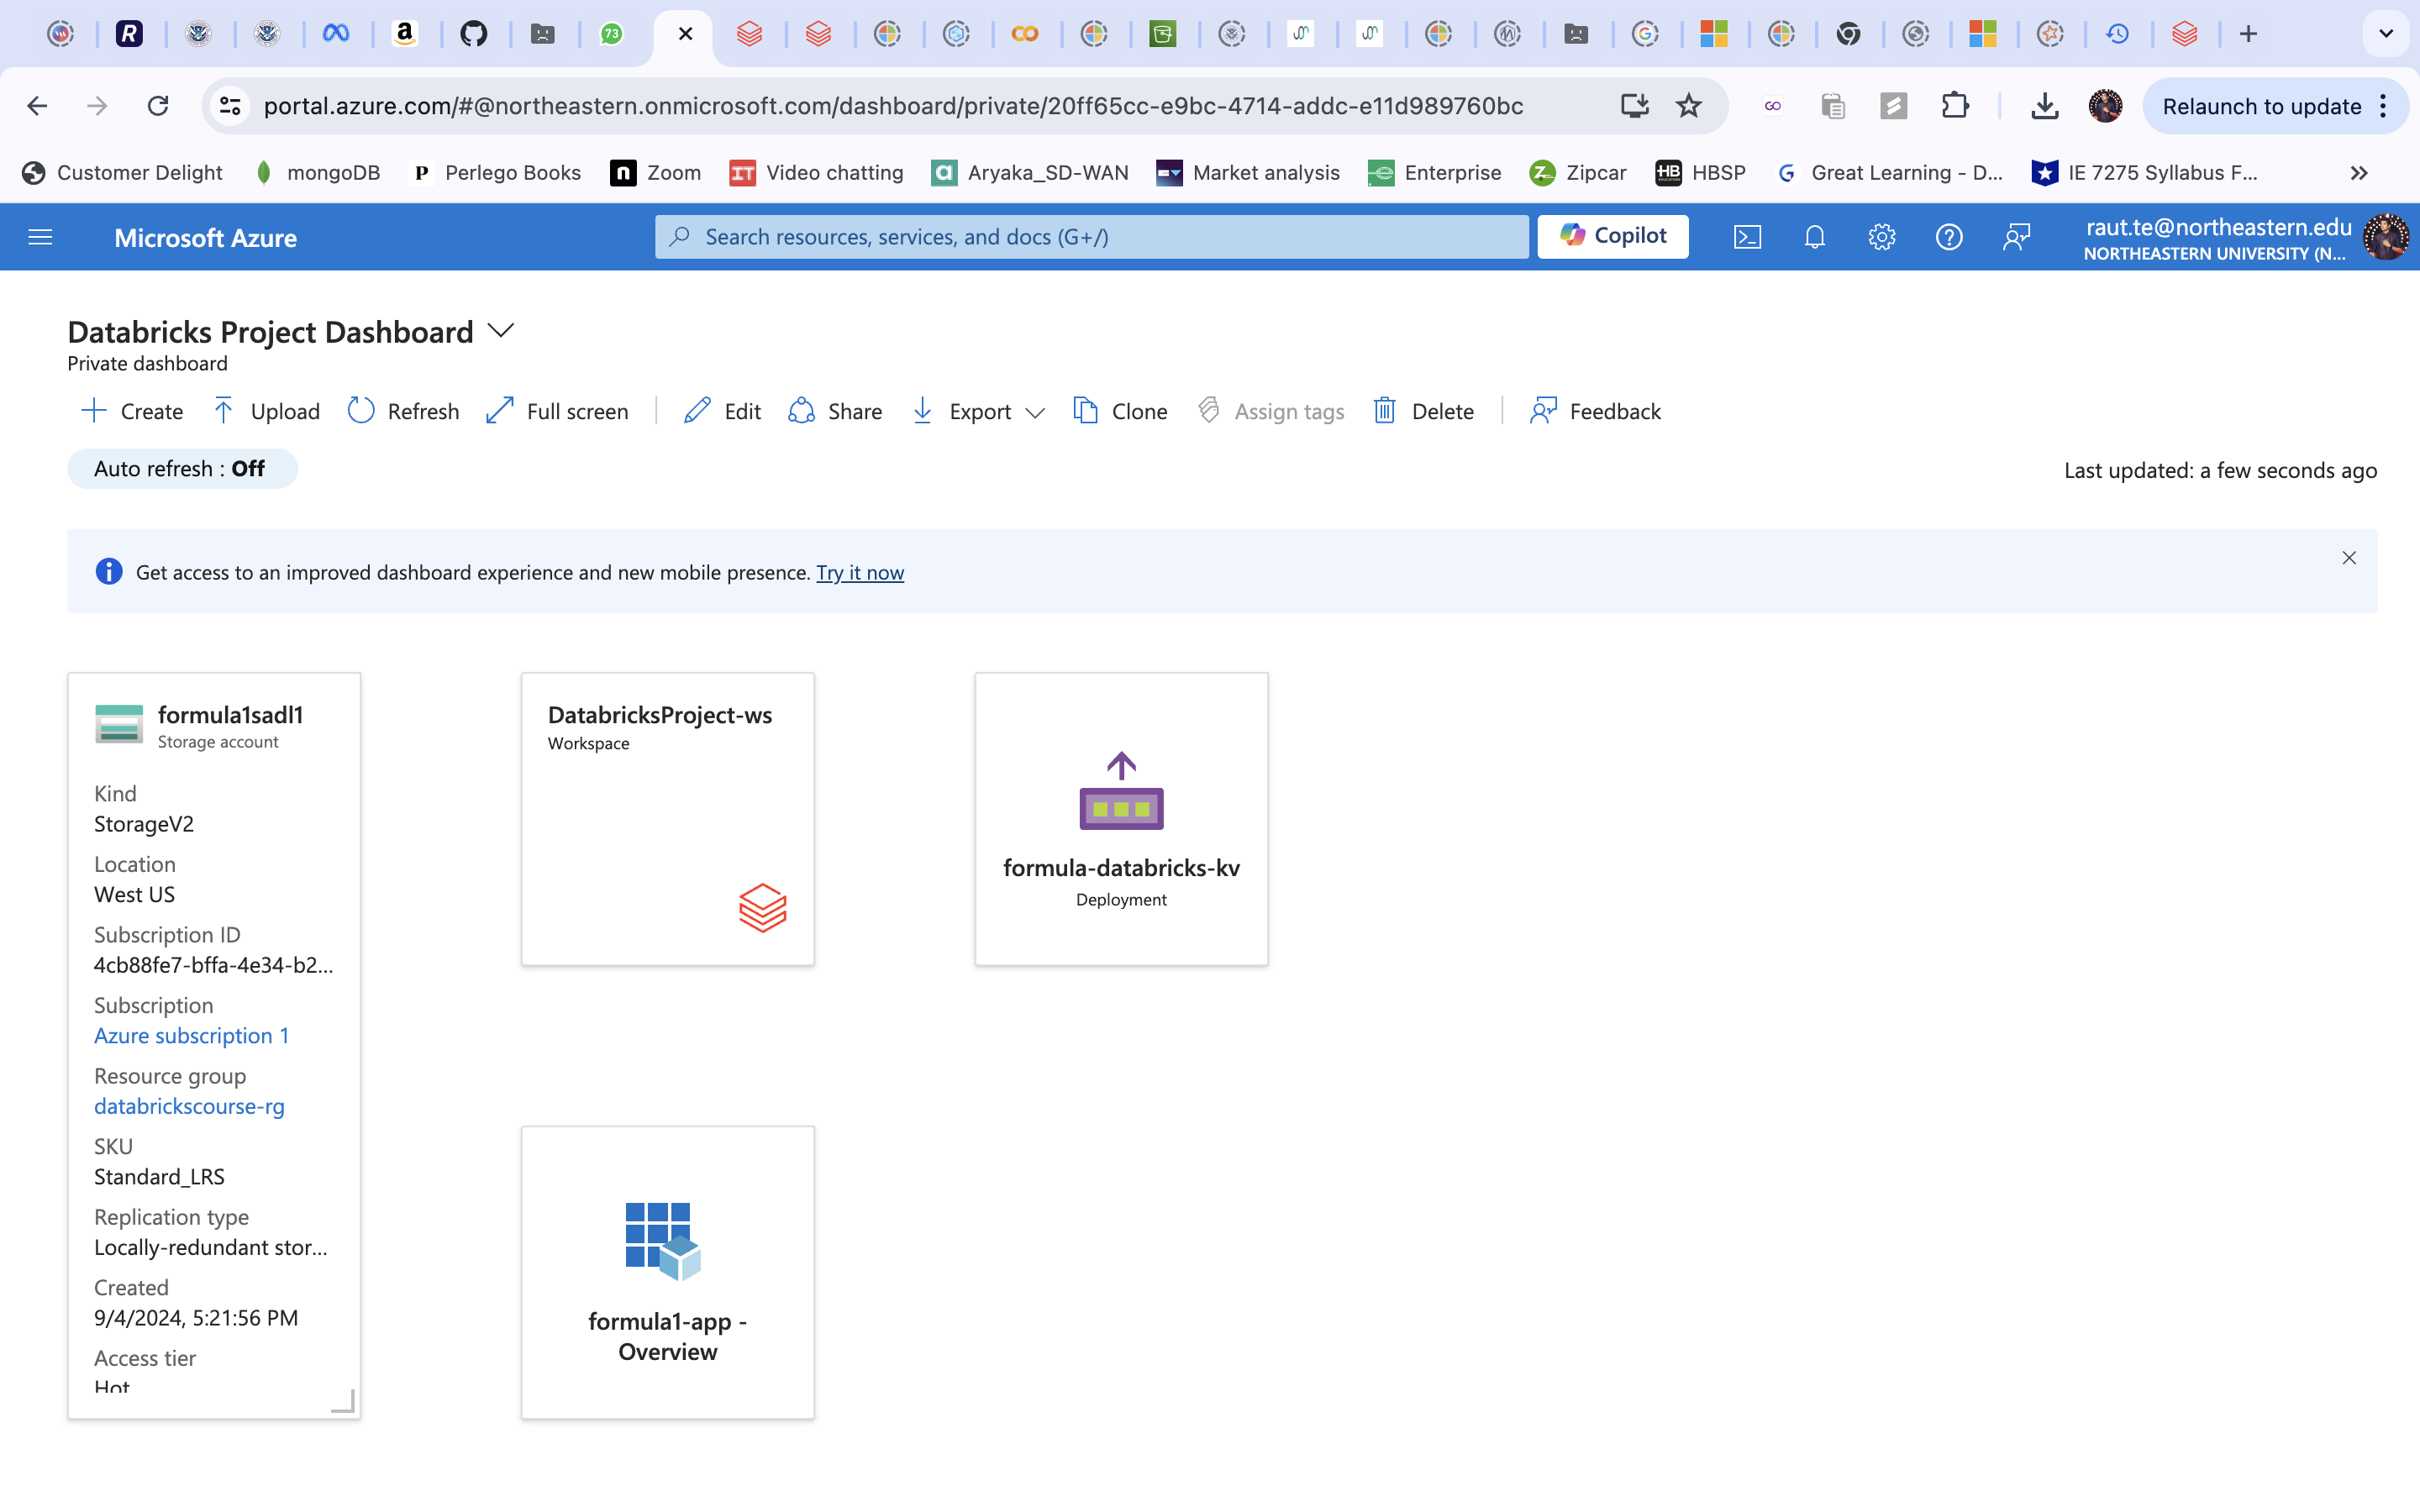 73
portal.azure.com/#@northeastern.onmicrosoft.com/dashboard/private/20ff65cc-e9bc-4714-addc-e11d989760bc
Relaunch to update
Customer Delight
mongoDB
P Perlego Books
n Zoom
IT Video chatting
a Aryaka_SD-WAN
Market analysis
Enterprise
Z Zipcar
HB HBSP
G Great Learning - D...
IE 7275 Syllabus F...
Microsoft Azure
Search resources, services, and docs (G+/)
Copilot
raut.te@northeastern.edu
NORTHEASTERN UNIVERSITY (N...
Databricks Project Dashboard
Private dashboard
Create
Upload
Refresh
Full screen
Edit
Share
Export
Clone
Assign tags
Delete
Feedback
Auto refresh : Off
Last updated: a few seconds ago
Get access to an improved dashboard experience and new mobile presence. Try it now
formula1sadl1
Storage account
Kind
StorageV2
Location
West US
Subscription ID
4cb88fe7-bffa-4e34-b2...
Subscription
Azure subscription 1
Resource group
databrickscourse-rg
SKU
Standard_LRS
Replication type
Locally-redundant stor...
Created
9/4/2024, 5:21:56 PM
Access tier
Hot
DatabricksProject-ws
Workspace
formula-databricks-kv
Deployment
formula1-app -
Overview